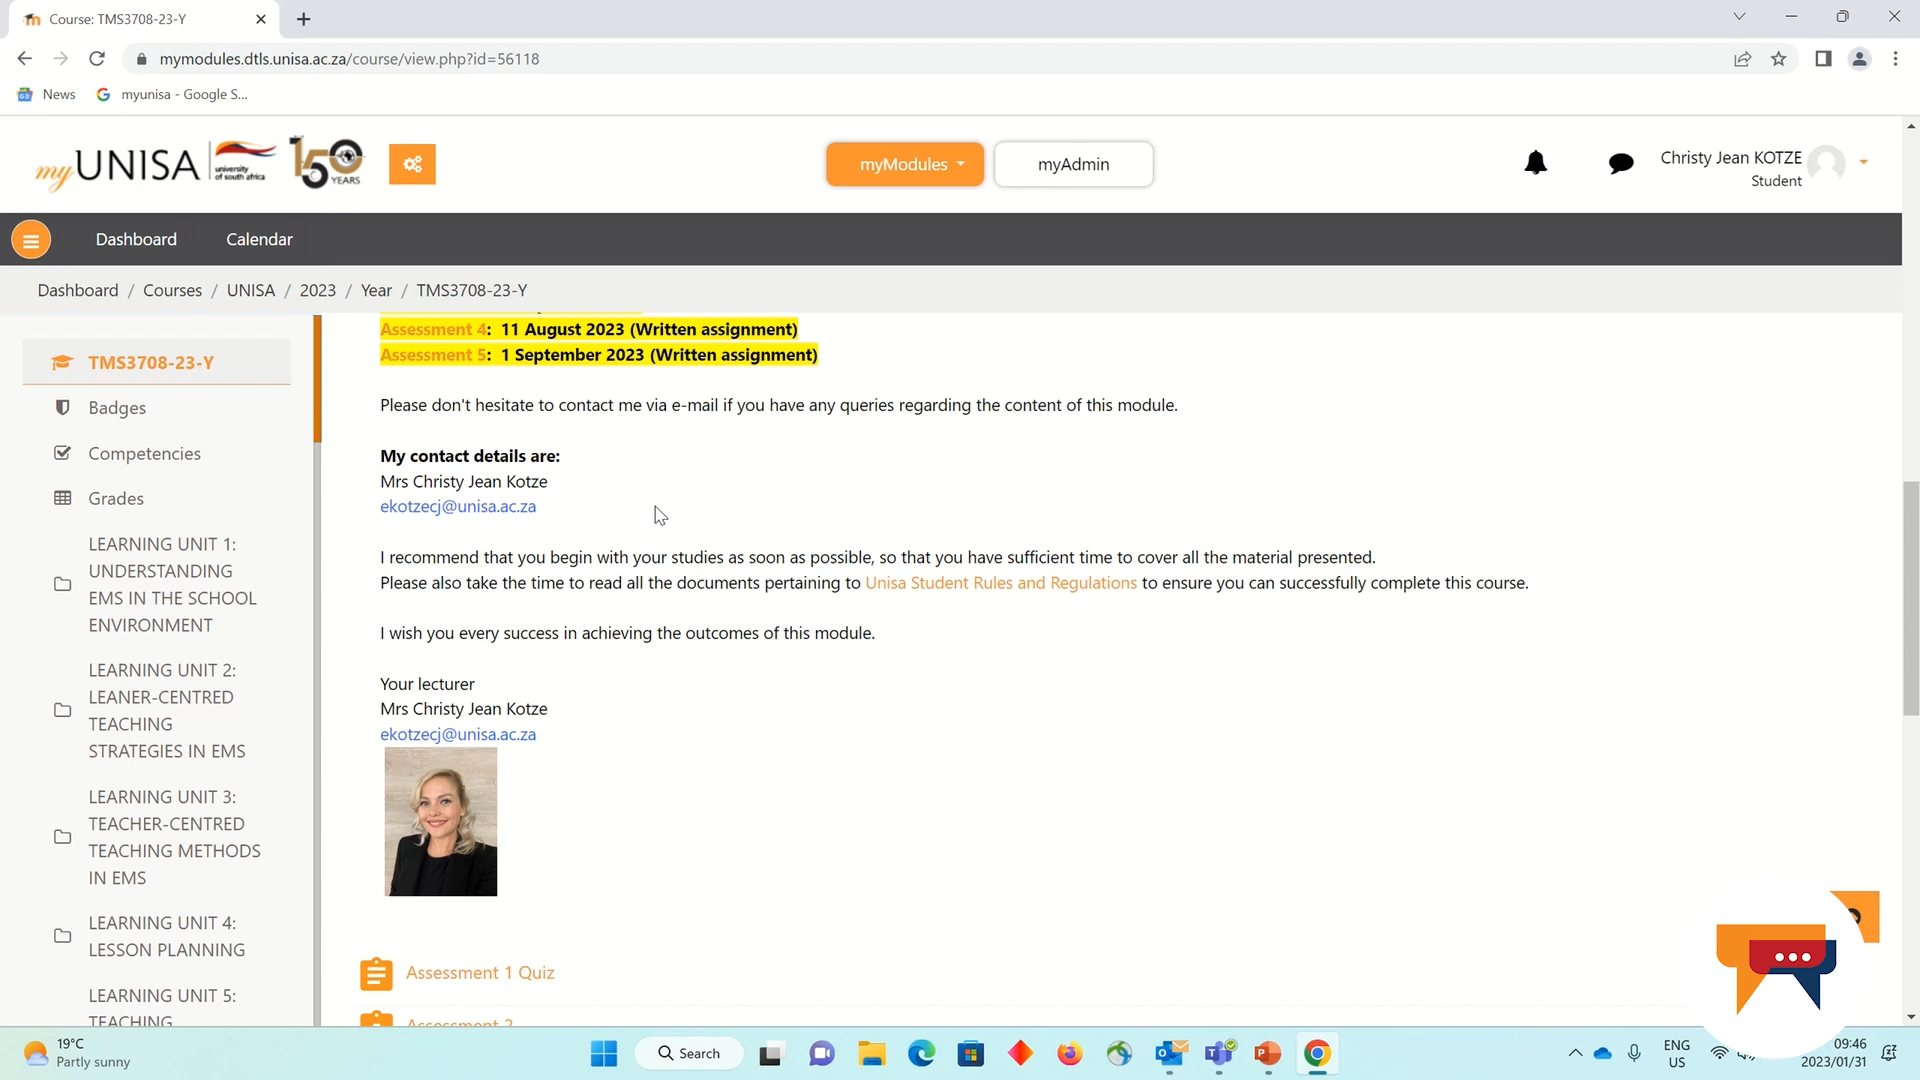 Course: TMS3708-23-Y
mymodules.dtls.unisa.ac.za/course/view.php?id=56118
News
myunisa - Google S...
myUNISA
university
of south africa
150
YEARS
myModules
myAdmin
Christy Jean KOTZE
Student
Dashboard
Calendar
Dashboard / Courses / UNISA / 2023 / Year / TMS3708-23-Y
TMS3708-23-Y
Badges
Competencies
Grades
LEARNING UNIT 1:
UNDERSTANDING
EMS IN THE SCHOOL
ENVIRONMENT
LEARNING UNIT 2:
LEANER-CENTRED
TEACHING
STRATEGIES IN EMS
LEARNING UNIT 3:
TEACHER-CENTRED
TEACHING METHODS
IN EMS
LEARNING UNIT 4:
LESSON PLANNING
LEARNING UNIT 5:
TEACHING
Assessment 4: 11 August 2023 (Written assignment)
Assessment 5: 1 September 2023 (Written assignment)
Please don't hesitate to contact me via e-mail if you have any queries regarding the content of this module.
My contact details are:
Mrs Christy Jean Kotze
ekotzecj@unisa.ac.za
I recommend that you begin with your studies as soon as possible, so that you have sufficient time to cover all the material presented.
Please also take the time to read all the documents pertaining to Unisa Student Rules and Regulations to ensure you can successfully complete this course.
I wish you every success in achieving the outcomes of this module.
Your lecturer
Mrs Christy Jean Kotze
ekotzecj@unisa.ac.za
Assessment 1 Quiz
Assessment 2
19°C
Partly sunny
Search
ENG
US
09:46
2023/01/31